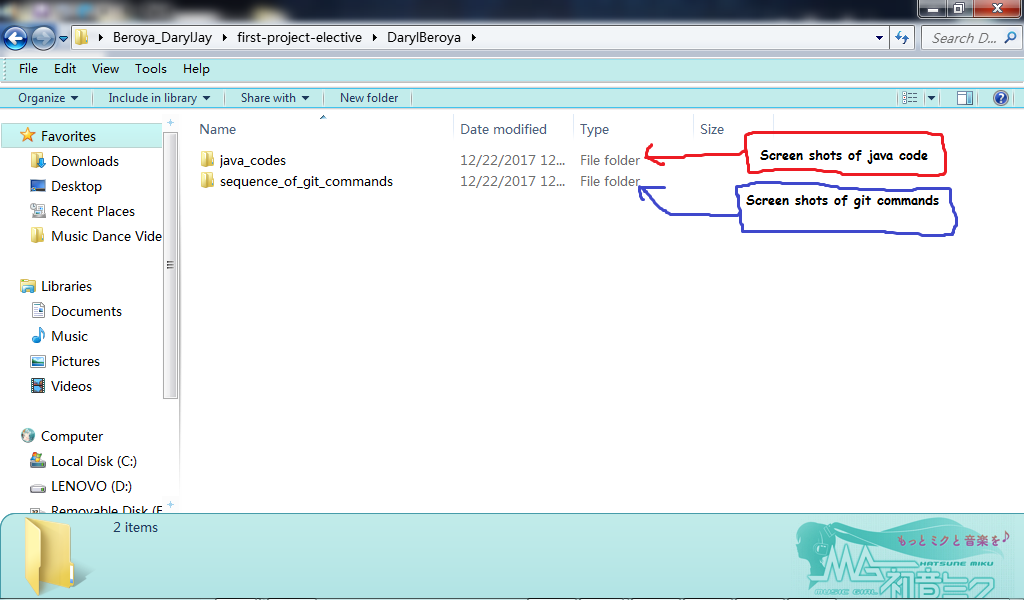 Beroya_DarylJay first-project-elective DarylBeroya Search D...
File Edit View Tools Help
Organize Include in library Share with New folder
Name Date modified Type Size
java_codes 12/22/2017 12... File folder
sequence_of_git_commands 12/22/2017 12... File folder
Screen shots of java code
Screen shots of git commands
Favorites
Downloads
Desktop
Recent Places
Music Dance Vide
Libraries
Documents
Music
Pictures
Videos
Computer
Local Disk (C:)
LENOVO (D:)
Removable Disk (F
2 items
もっとミクと音楽を♪
HATSUNE MIKU
初音ミク
MUSIC GIRL